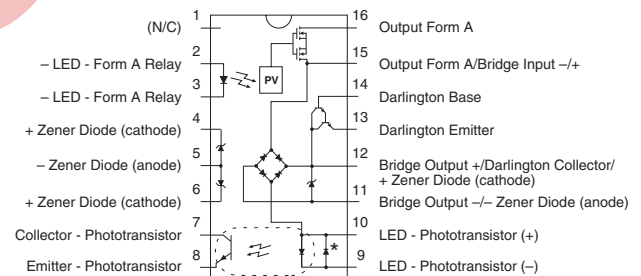 1
(N/C)
2
– LED - Form A Relay
3
– LED - Form A Relay
4
+ Zener Diode (cathode)
5
– Zener Diode (anode)
6
+ Zener Diode (cathode)
7
Collector - Phototransistor
8
Emitter - Phototransistor
PV
*
16
Output Form A
15
Output Form A/Bridge Input –/+
14
Darlington Base
13
Darlington Emitter
12
Bridge Output +/Darlington Collector/
+ Zener Diode (cathode)
11
Bridge Output –/– Zener Diode (anode)
10
LED - Phototransistor (+)
9
LED - Phototransistor (–)